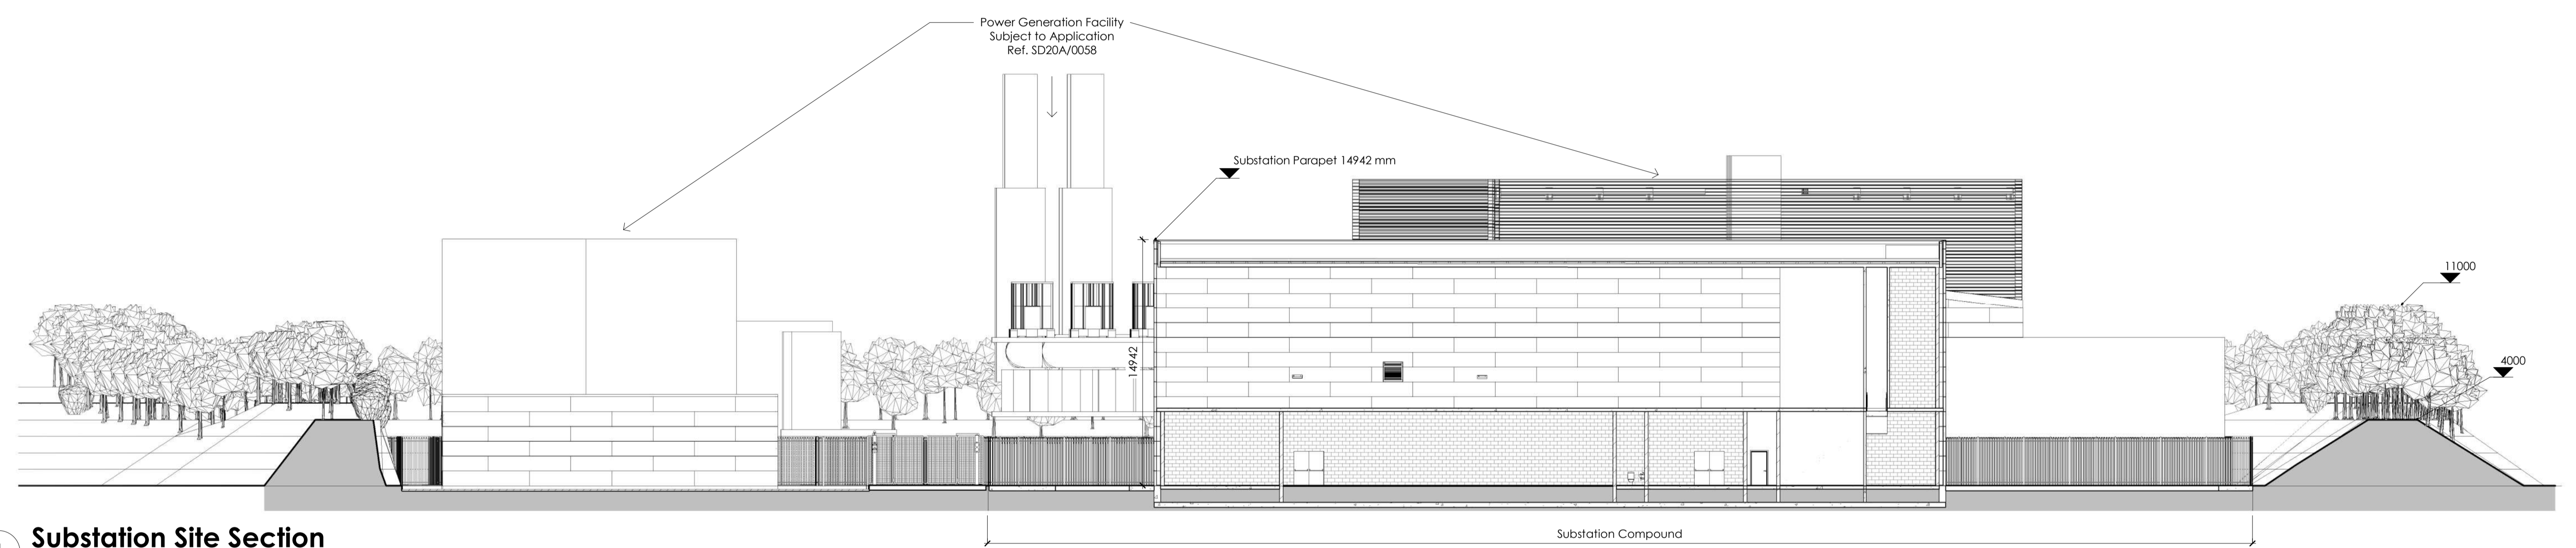 Power Generation Facility
Subject to Application
Ref. SD20A/0058
Substation Parapet 14942 mm
11000
14942
4000
Substation Compound
Substation Site Section